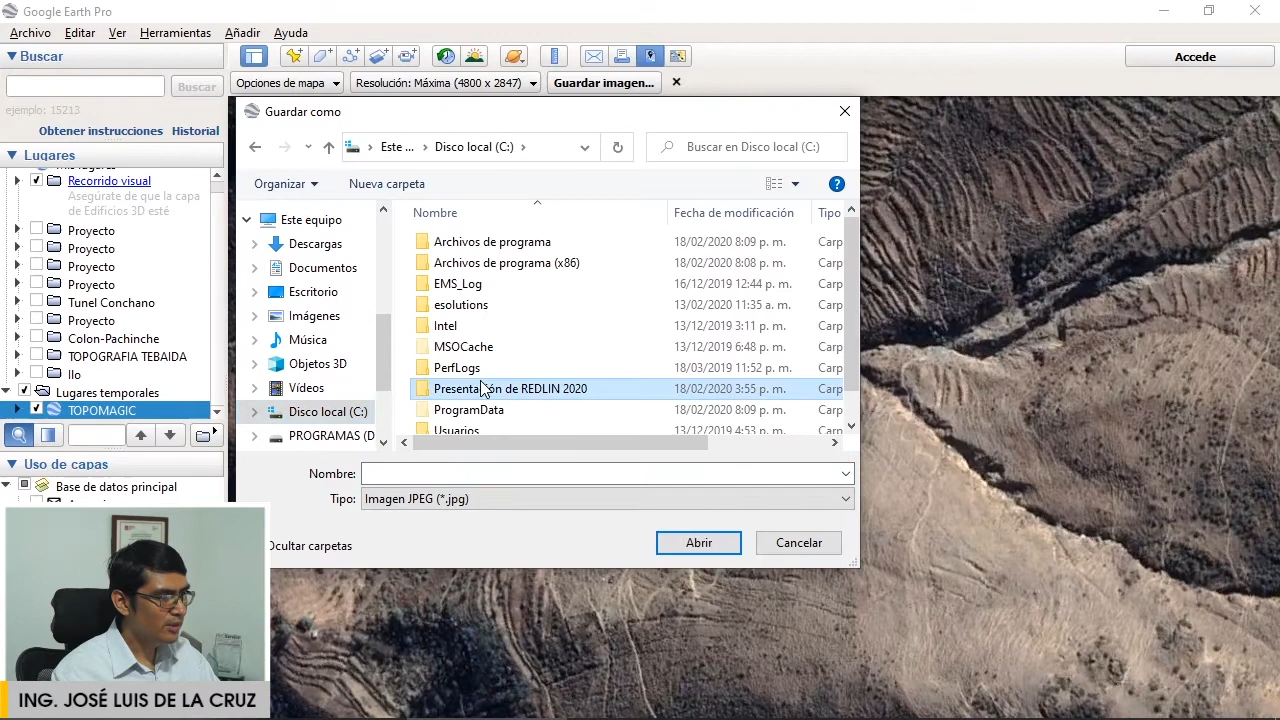 Google Earth Pro
Archivo Editar Ver Herramientas Añadir Ayuda
Buscar
Accede
Buscar
ejemplo: 15213
Obtener instrucciones Historial
Opciones de mapa Resolución: Máxima (4800 x 2847) Guardar imagen...
Lugares
Recorrido visual
Asegúrate de que la capa
de Edificios 3D esté
Proyecto
Proyecto
Proyecto
Proyecto
Tunel Conchano
Proyecto
Colon-Pachinche
TOPOGRAFIA TEBAIDA
Ilo
Lugares temporales
TOPOMAGIC
Uso de capas
Base de datos principal
Guardar como
Este ... Disco local (C:)
Buscar en Disco local (C:)
Organizar Nueva carpeta
Este equipo
Descargas
Documentos
Escritorio
Imágenes
Música
Objetos 3D
Vídeos
Disco local (C:)
PROGRAMAS (D
Nombre Fecha de modificación Tipo
Archivos de programa 18/02/2020 8:09 p. m. Carp
Archivos de programa (x86) 18/02/2020 8:08 p. m. Carp
EMS_Log 16/12/2019 12:44 p. m. Carp
esolutions 13/02/2020 11:35 a. m. Carp
Intel 13/12/2019 3:11 p. m. Carp
MSOCache 13/12/2019 6:48 p. m. Carp
PerfLogs 18/03/2019 11:52 p. m. Carp
Presentación de REDLIN 2020 18/02/2020 3:55 p. m. Carp
ProgramData 18/02/2020 8:09 p. m. Carp
Usuarios 13/12/2019 4:53 p. m. Carp
Nombre:
Tipo: Imagen JPEG (*.jpg)
Ocultar carpetas
Abrir Cancelar
ING. JOSÉ LUIS DE LA CRUZ